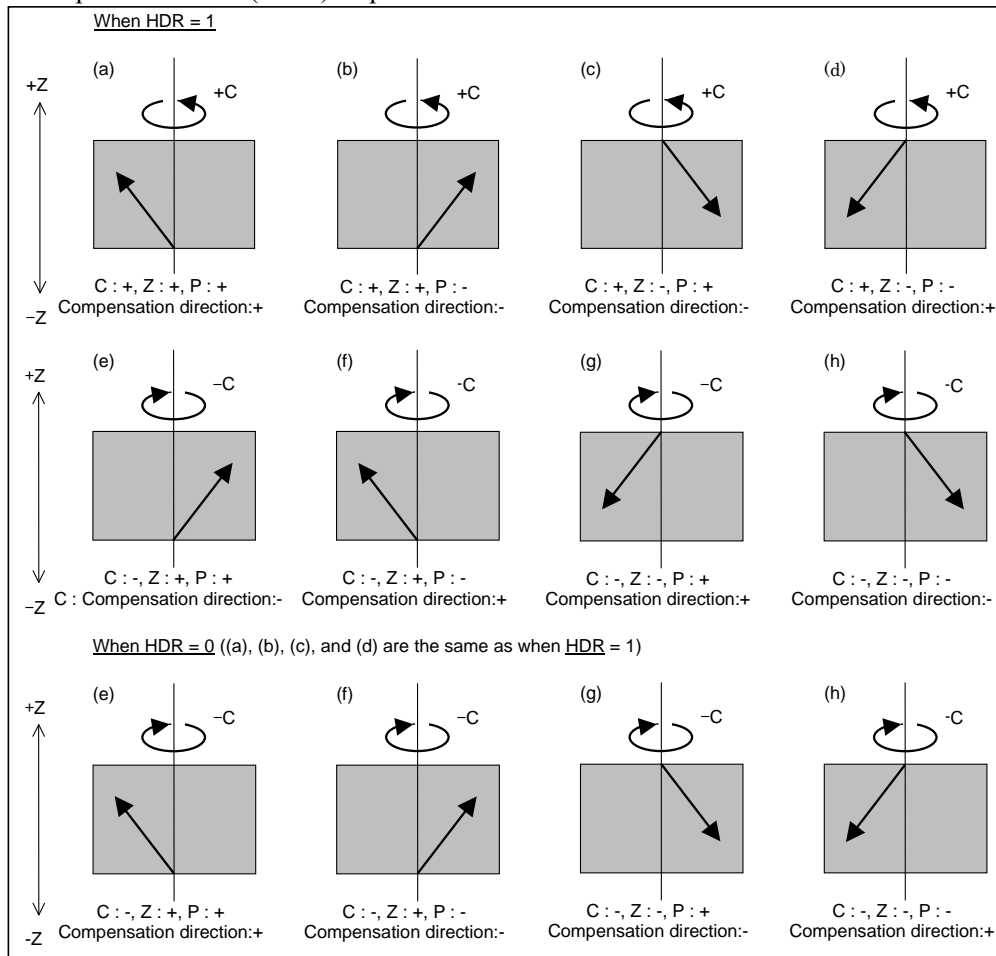 When HDR = 1
(a) (b) (c) (d)
+Z +C +C +C +C
C : +, Z : +, P : + C : +, Z : +, P : - C : +, Z : -, P : + C : +, Z : -, P : -
−Z Compensation direction:+ Compensation direction:- Compensation direction:- Compensation direction:+
(e) (f) (g) (h)
+Z −C -C −C -C
C : -, Z : +, P : + C : -, Z : +, P : - C : -, Z : -, P : + C : -, Z : -, P : -
−Z C : Compensation direction:- Compensation direction:+ Compensation direction:+ Compensation direction:-
When HDR = 0 ((a), (b), (c), and (d) are the same as when HDR = 1)
(e) (f) (g) (h)
+Z −C −C −C -C
C : -, Z : +, P : + C : -, Z : +, P : - C : -, Z : -, P : + C : -, Z : -, P : -
-Z Compensation direction:+ Compensation direction:- Compensation direction:- Compensation direction:+